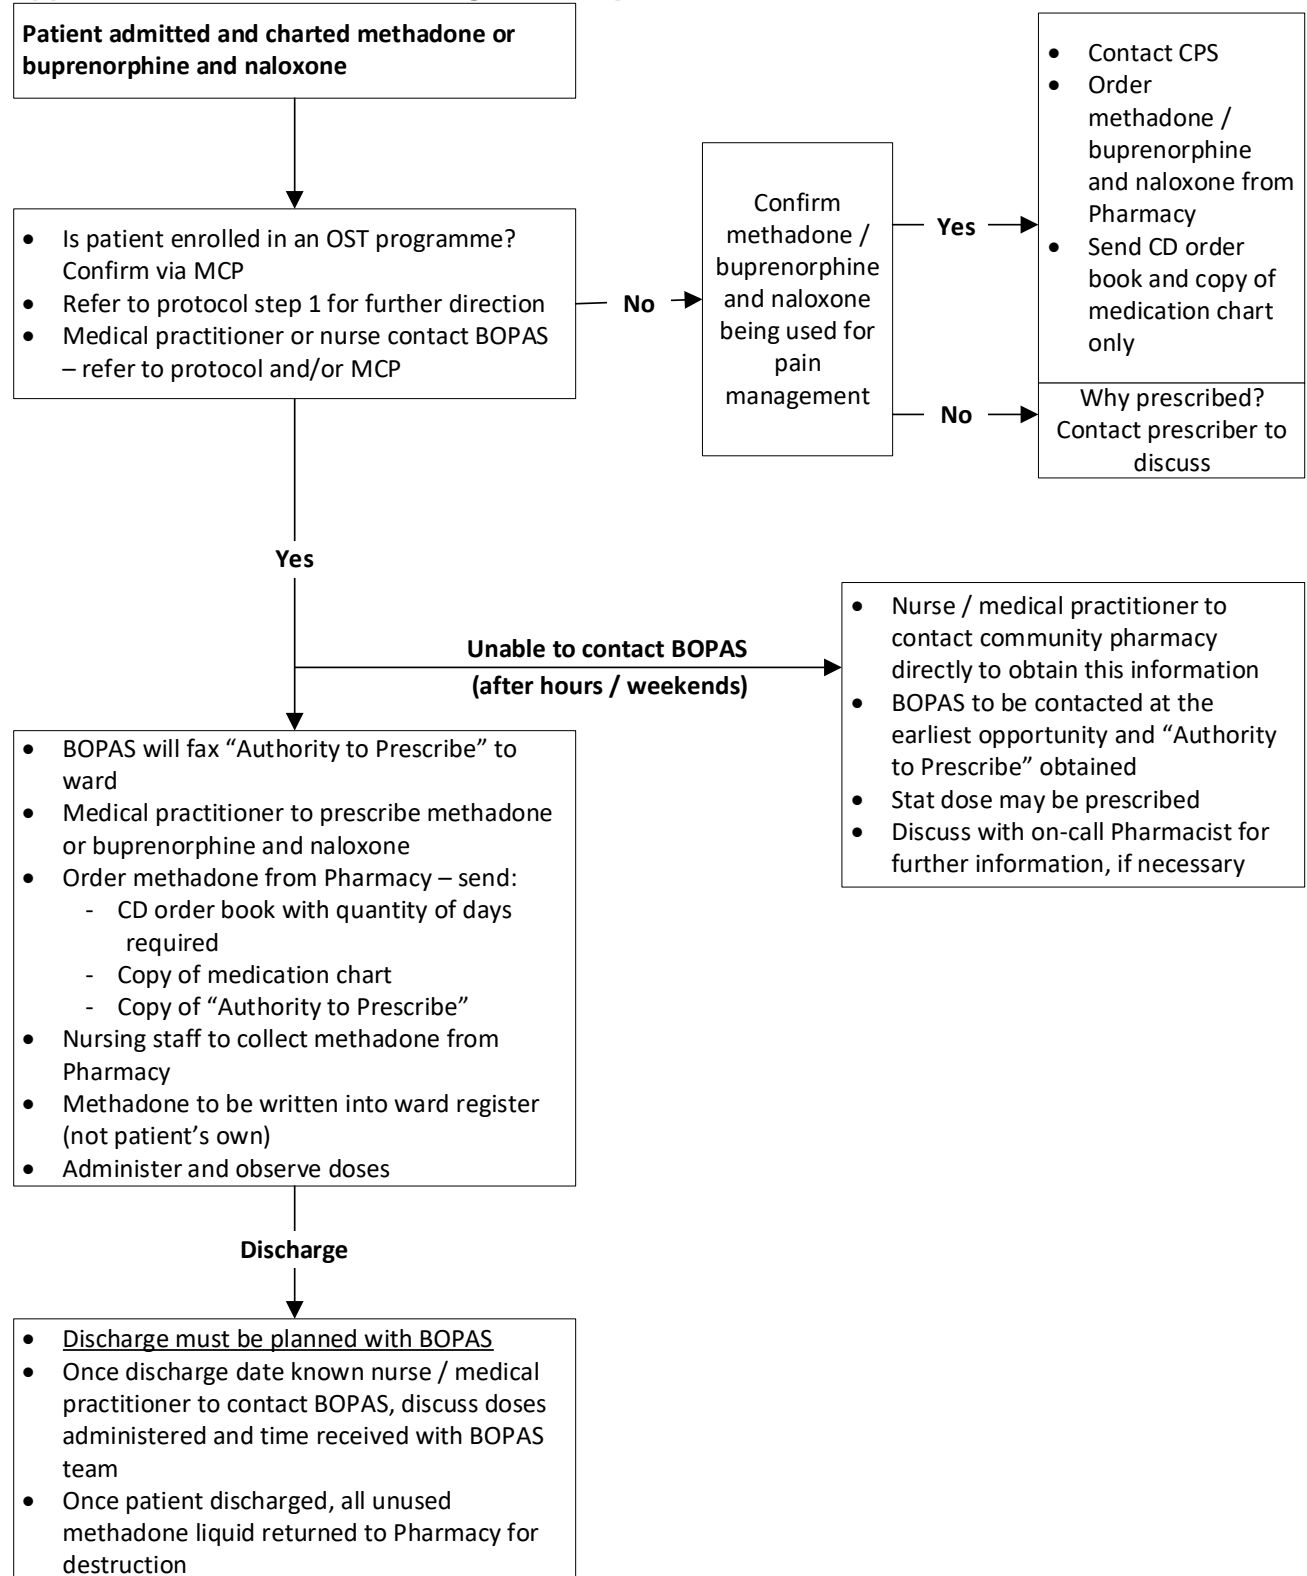 Patient admitted and charted methadone or
buprenorphine and naloxone
• Is patient enrolled in an OST programme?
Confirm via MCP
• Refer to protocol step 1 for further direction
• Medical practitioner or nurse contact BOPAS
– refer to protocol and/or MCP
No
Confirm
methadone /
buprenorphine
and naloxone
being used for
pain
management
Yes
• Contact CPS
• Order
methadone /
buprenorphine
and naloxone from
Pharmacy
• Send CD order
book and copy of
medication chart
only
No
Why prescribed?
Contact prescriber to
discuss
Yes
Unable to contact BOPAS
(after hours / weekends)
• Nurse / medical practitioner to
contact community pharmacy
directly to obtain this information
• BOPAS to be contacted at the
earliest opportunity and “Authority
to Prescribe” obtained
• Stat dose may be prescribed
• Discuss with on-call Pharmacist for
further information, if necessary
• BOPAS will fax “Authority to Prescribe” to
ward
• Medical practitioner to prescribe methadone
or buprenorphine and naloxone
• Order methadone from Pharmacy – send:
- CD order book with quantity of days
required
- Copy of medication chart
- Copy of “Authority to Prescribe”
• Nursing staff to collect methadone from
Pharmacy
• Methadone to be written into ward register
(not patient’s own)
• Administer and observe doses
Discharge
• Discharge must be planned with BOPAS
• Once discharge date known nurse / medical
practitioner to contact BOPAS, discuss doses
administered and time received with BOPAS
team
• Once patient discharged, all unused
methadone liquid returned to Pharmacy for
destruction